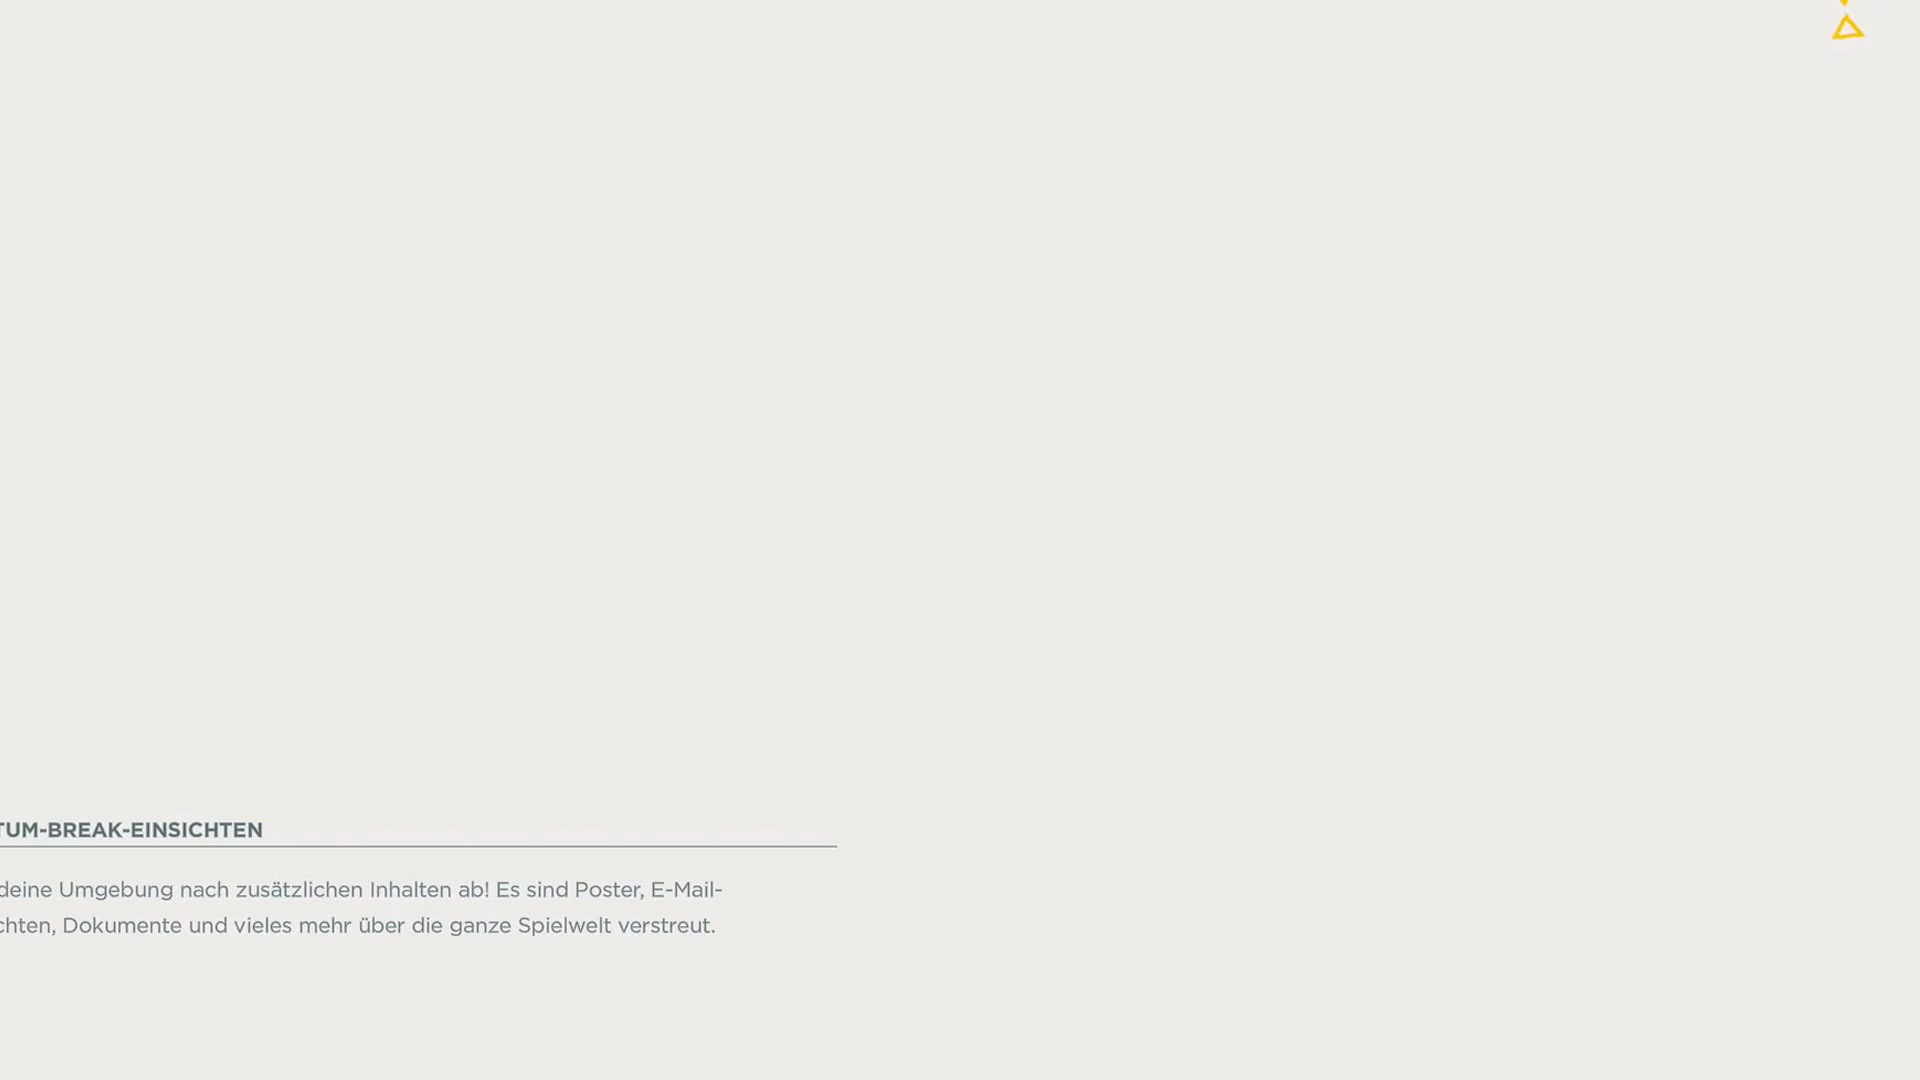 TUM-BREAK-EINSICHTEN
deine Umgebung nach zusätzlichen Inhalten ab! Es sind Poster, E-Mail-
chten, Dokumente und vieles mehr über die ganze Spielwelt verstreut.